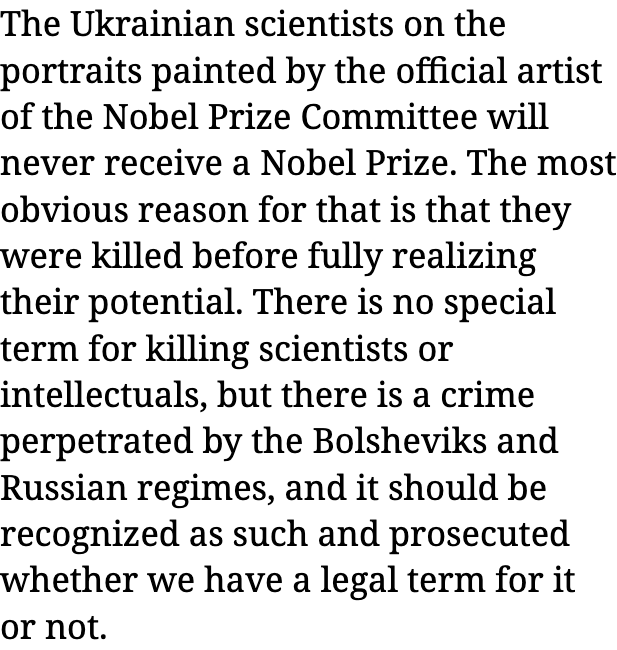 The Ukrainian scientists on the
portraits painted by the official artist
of the Nobel Prize Committee will
never receive a Nobel Prize. The most
obvious reason for that is that they
were killed before fully realizing
their potential. There is no special
term for killing scientists or
intellectuals, but there is a crime
perpetrated by the Bolsheviks and
Russian regimes, and it should be
recognized as such and prosecuted
whether we have a legal term for it
or not.